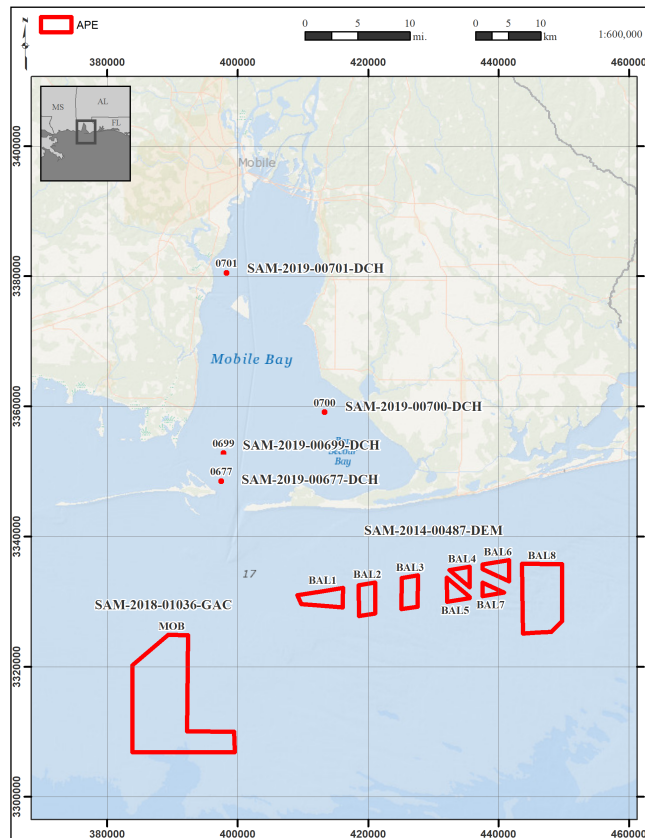 N
APE
0 5 10
mi.
0 5 10
km
1:600,000
380000 400000 420000 440000 460000
MS AL
FL
Mobile
3400000
3380000
3360000
3340000
3320000
3300000
0701 SAM-2019-00701-DCH
Mobile Bay
0700 SAM-2019-00700-DCH
0699 SAM-2019-00699-DCH
Bon
Secour
Bay
0677 SAM-2019-00677-DCH
SAM-2014-00487-DEM
17
BAL1 BAL2 BAL3 BAL4 BAL5 BAL6 BAL7 BAL8
SAM-2018-01036-GAC
MOB
380000 400000 420000 440000 460000